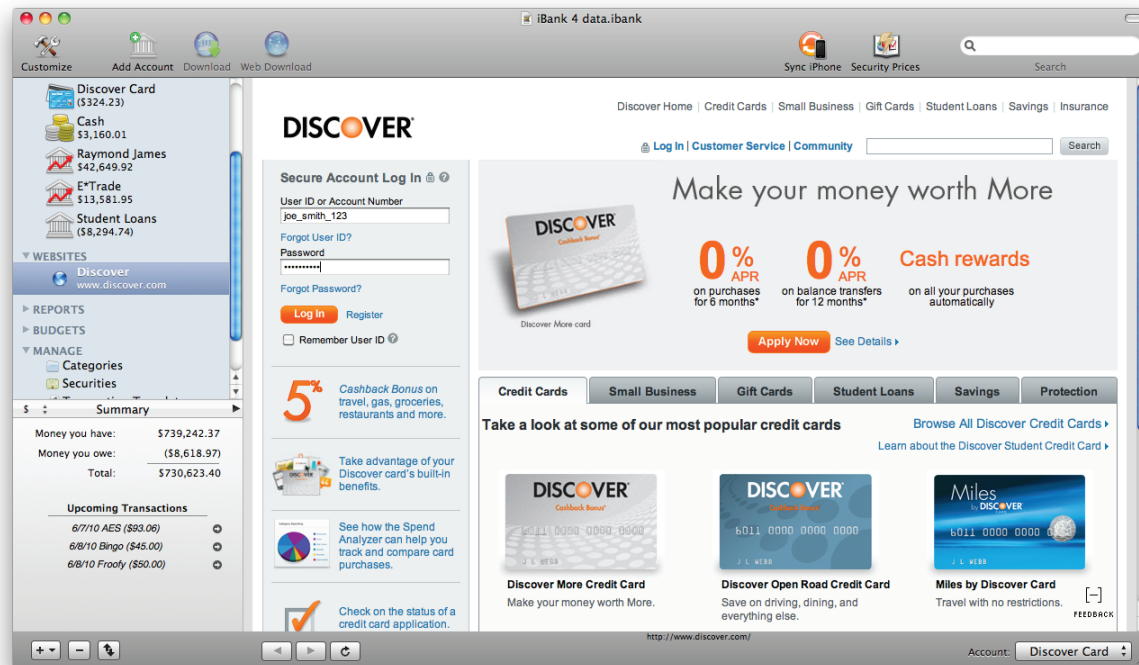 iBank 4 data.ibank
Customize
Add Account
Download
Web Download
Sync iPhone
Security Prices
Search
Discover Card
($324.23)
Cash
$3,160.01
Raymond James
$42,649.92
E*Trade
$13,581.95
Student Loans
($8,294.74)
WEBSITES
Discover
www.discover.com
REPORTS
BUDGETS
MANAGE
Categories
Securities
$ Summary
Money you have: $739,242.37
Money you owe: ($8,618.97)
Total: $730,623.40
Upcoming Transactions
6/7/10 AES ($93.06)
6/8/10 Bingo ($45.00)
6/8/10 Froofy ($50.00)
Discover Home | Credit Cards | Small Business | Gift Cards | Student Loans | Savings | Insurance
DISCOVER
Log In | Customer Service | Community
Search
Secure Account Log In
User ID or Account Number
joe_smith_123
Forgot User ID?
Password
••••••••••
Forgot Password?
Log In Register
Remember User ID
5%
Cashback Bonus on
travel, gas, groceries,
restaurants and more.
Take advantage of your
Discover card's built-in
benefits.
See how the Spend
Analyzer can help you
track and compare card
purchases.
Check on the status of a
credit card application.
Make your money worth More
DISCOVER
Cashback Bonus
J L WEBB
Discover More card
0% APR
on purchases
for 6 months*
0% APR
on balance transfers
for 12 months*
Cash rewards
on all your purchases
automatically
Apply Now See Details
Credit Cards
Small Business
Gift Cards
Student Loans
Savings
Protection
Take a look at some of our most popular credit cards
Browse All Discover Credit Cards
Learn about the Discover Student Credit Card
DISCOVER
Cashback Bonus
6011 0000 0000 0000
J L WEBB
Discover More Credit Card
Make your money worth More.
DISCOVER
Cashback Bonus
6011 0000 0000 0000
J L WEBB
Discover Open Road Credit Card
Save on driving, dining, and
everything else.
Miles
by DISCOVER
6011 0000 0000
J L WEBB
Miles by Discover Card
Travel with no restrictions.
[-]
FEEDBACK
http://www.discover.com/
Account: Discover Card